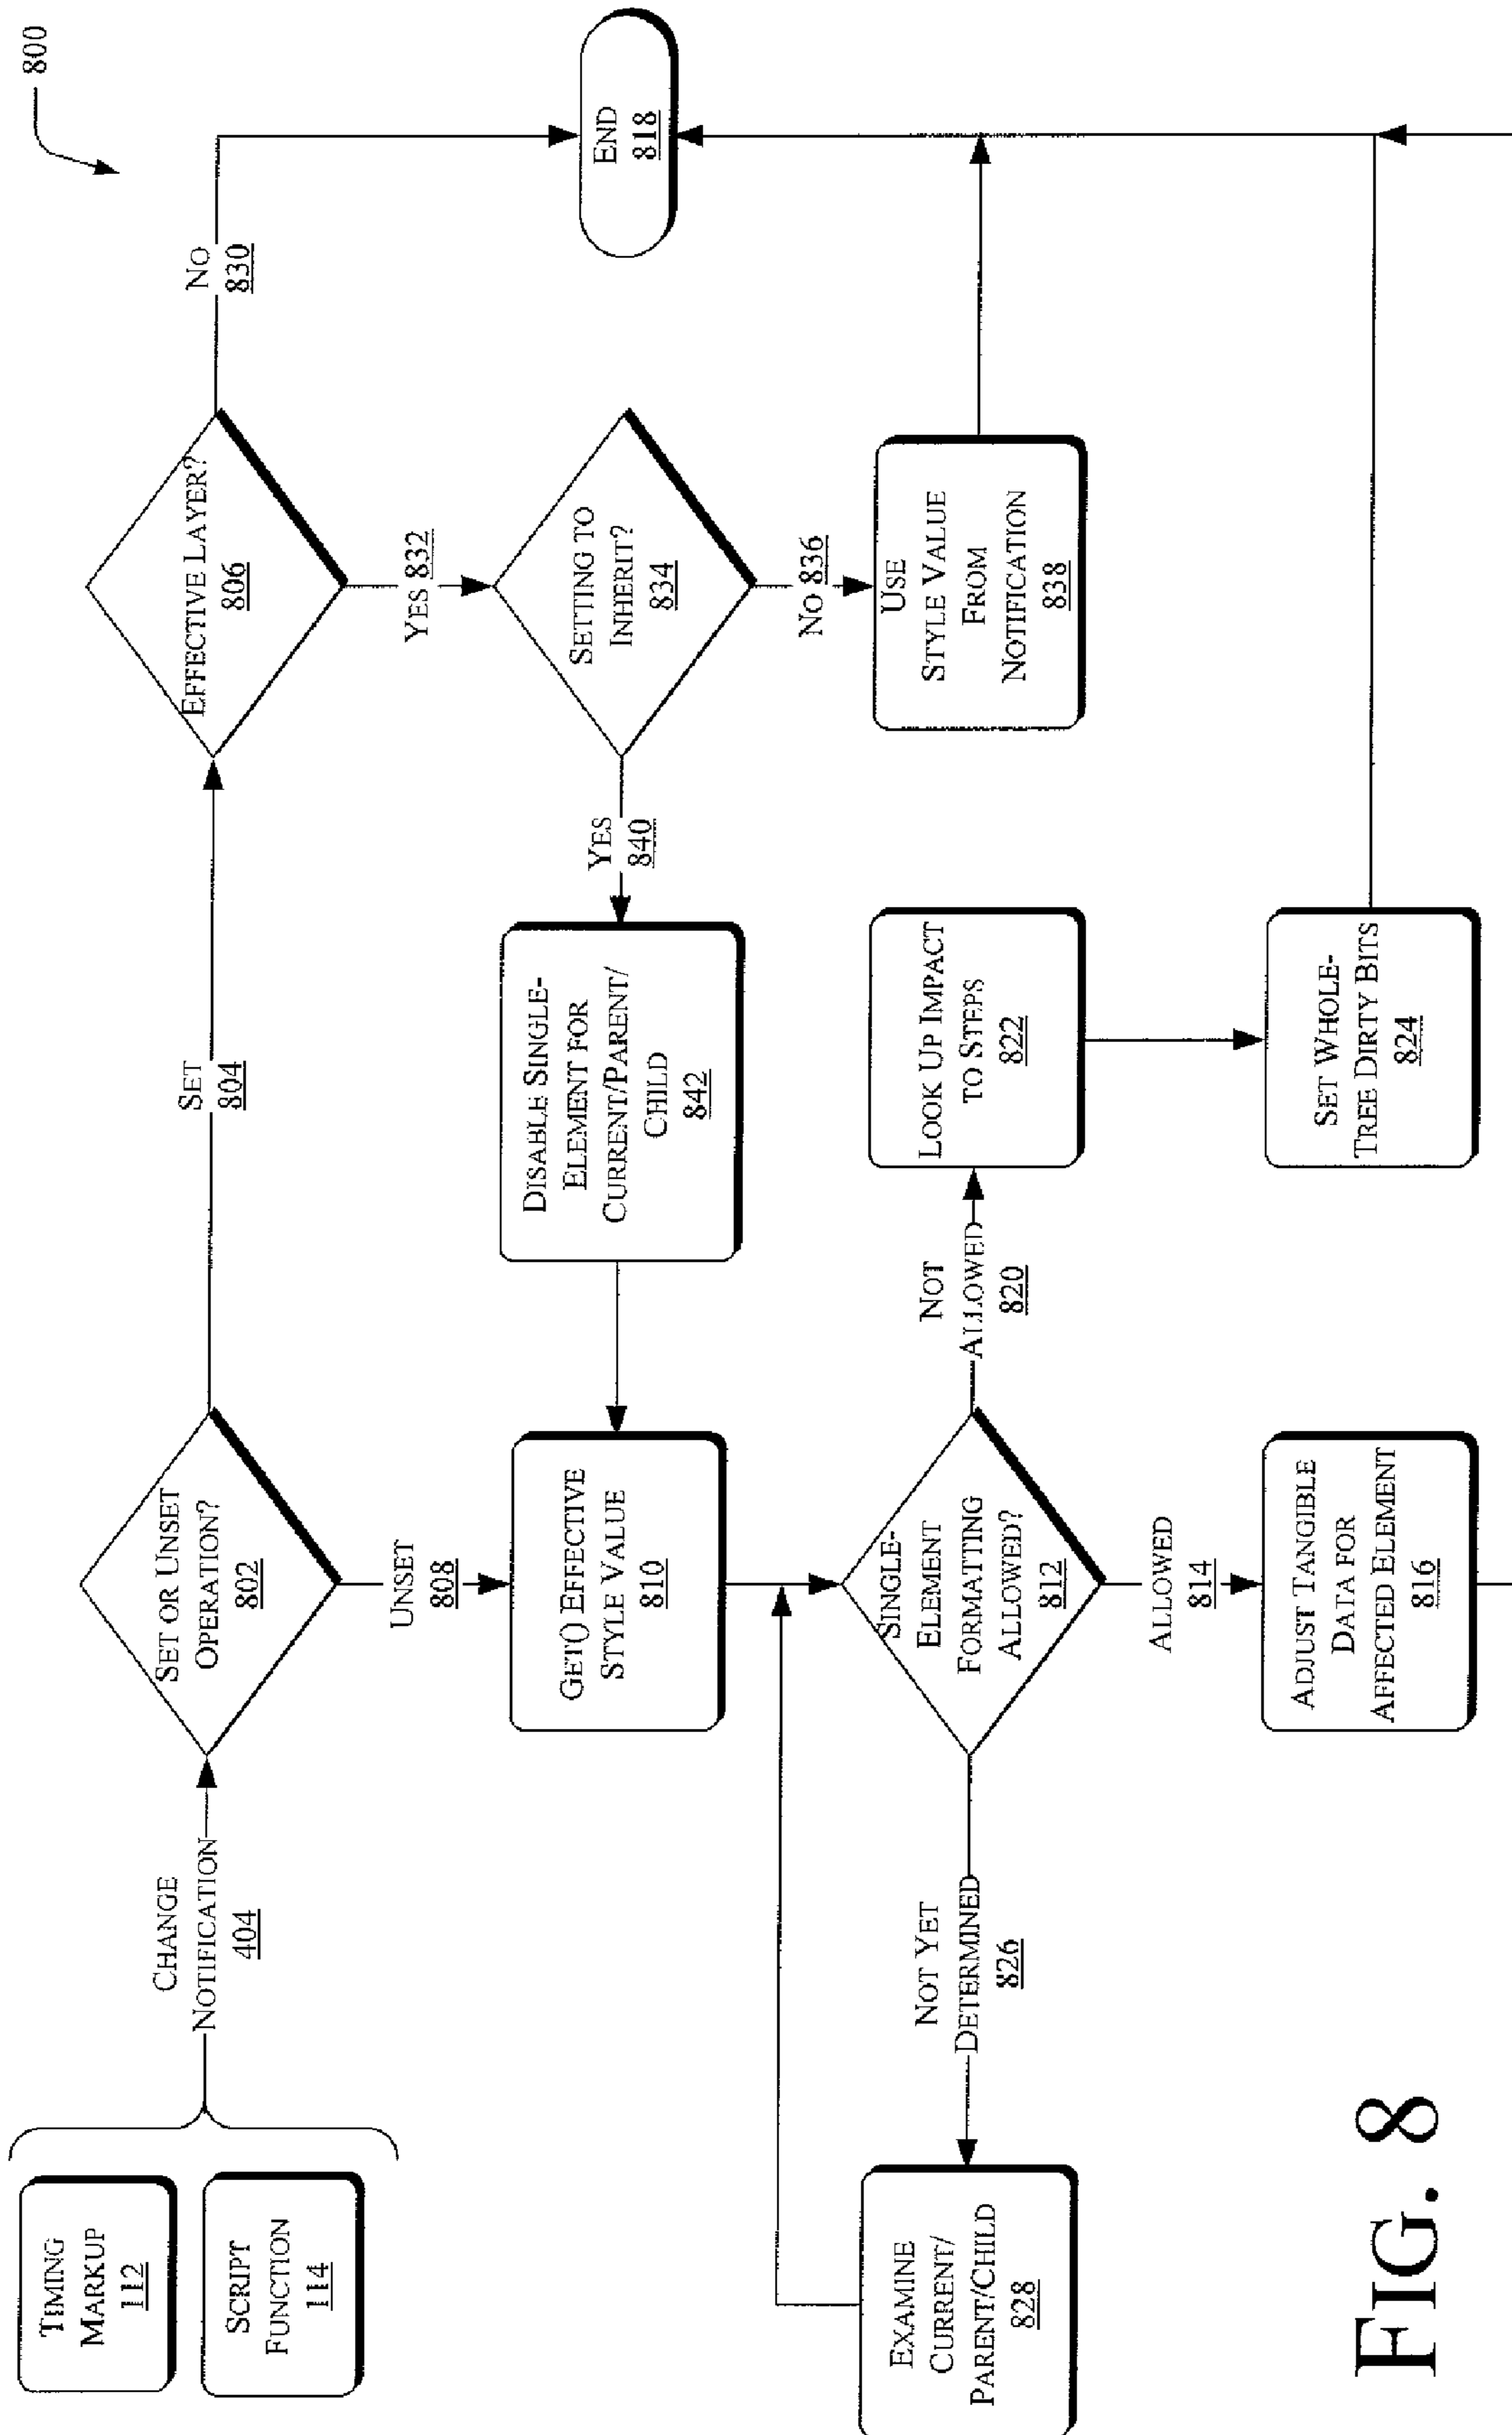 800
TIMING
MARKUP
112
SCRIPT
FUNCTION
114
CHANGE
NOTIFICATION
404
SET OR UNSET
OPERATION?
802
SET
804
EFFECTIVE LAYER?
806
NO
830
YES 832
UNSET
808
GET() EFFECTIVE
STYLE VALUE
810
DISABLE SINGLE-
ELEMENT FOR
CURRENT/PARENT/
CHILD
842
YES
840
SETTING TO
INHERIT?
834
END
818
NO 836
USE
STYLE VALUE
FROM
NOTIFICATION
838
EXAMINE
CURRENT/
PARENT/CHILD
828
NOT YET
DETERMINED
826
SINGLE-
ELEMENT
FORMATTING
ALLOWED?
812
NOT
ALLOWED
820
LOOK UP IMPACT
TO STEPS
822
ALLOWED
814
ADJUST TANGIBLE
DATA FOR
AFFECTED ELEMENT
816
SET WHOLE-
TREE DIRTY BITS
824
FIG. 8